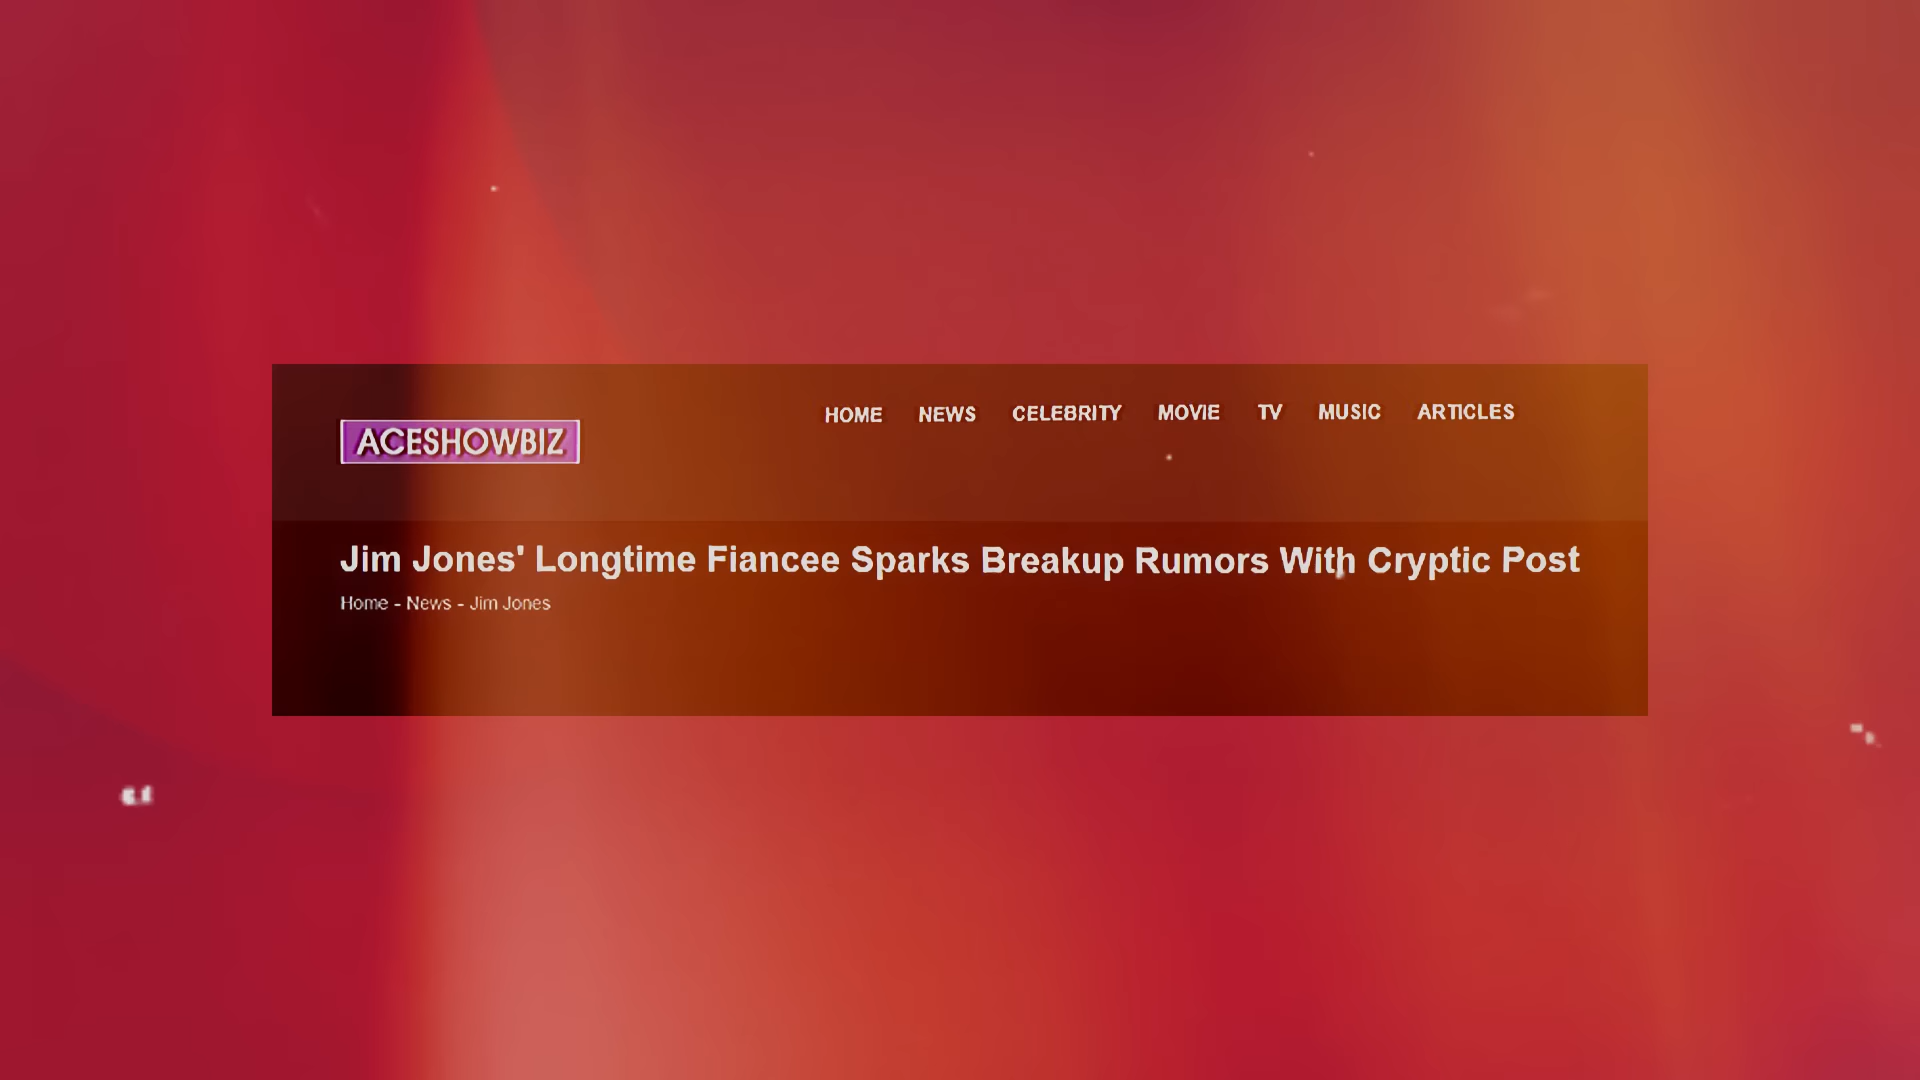 HOME NEWS CELEBRITY MOVIE TV MUSIC ARTICLES
ACESHOWBIZ
Jim Jones' Longtime Fiancee Sparks Breakup Rumors With Cryptic Post
Home - News - Jim Jones